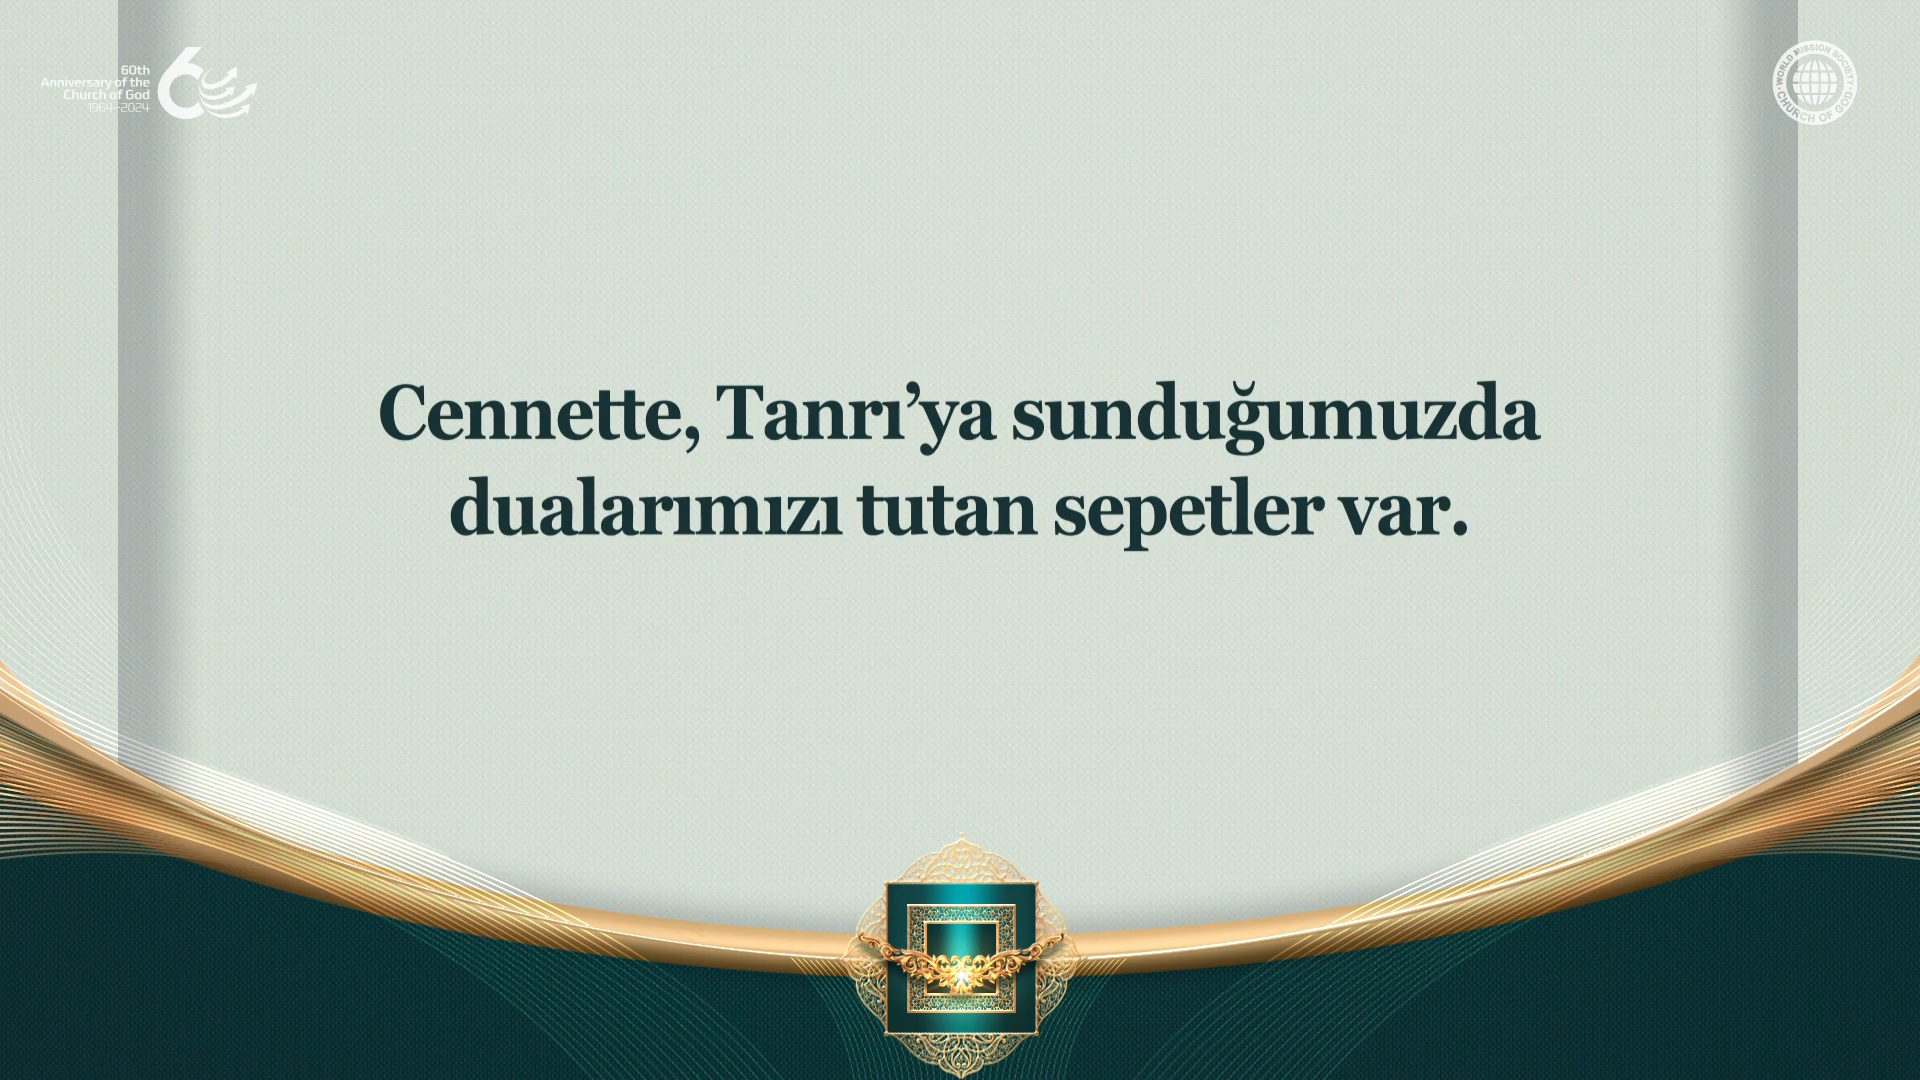 60th
Anniversary of the
Church of God
1964–2024
60
WORLD MISSION SOCIETY
CHURCH OF GOD
Cennette, Tanrı’ya sunduğumuzda
dualarımızı tutan sepetler var.